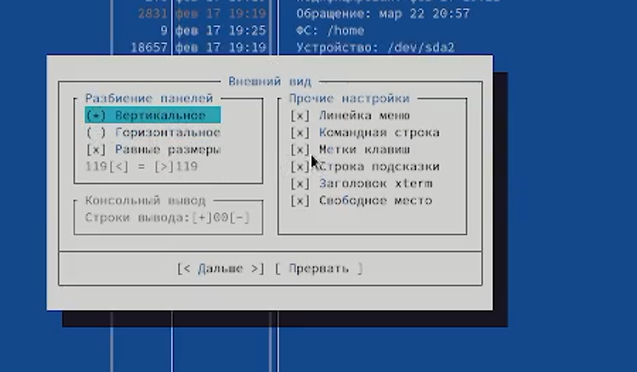 Обращение: мар 22 20:57
2831 фев 17 19:19
9 фев 17 19:25 ФС: /home
18657 фев 17 19:19 Устройство: /dev/sda2
Внешний вид
Разбиение панелей
(*) Вертикальное
( ) Горизонтальное
[x] Равные размеры
119[<] = [>]119
Консольный вывод
Строки вывода:[+]00[-]
Прочие настройки
[x] Линейка меню
[x] Командная строка
[x] Метки клавиш
[x] Строка подсказки
[x] Заголовок xterm
[x] Свободное место
[< Дальше >] [ Прервать ]